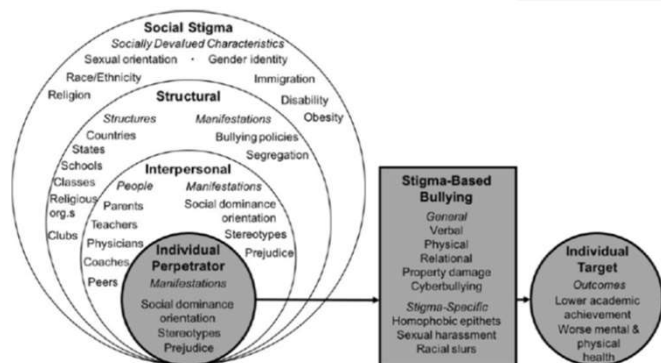 Social Stigma
Socially Devalued Characteristics
Sexual orientation · Gender identity
Race/Ethnicity
Immigration
Religion
Disability
Obesity
Structural
Structures
Manifestations
Countries
Bullying policies
States
Segregation
Schools
Classes
Religious
org.s
Clubs
Interpersonal
People
Manifestations
Parents
Social dominance
orientation
Teachers
Stereotypes
Physicians
Prejudice
Coaches
Peers
Individual
Perpetrator
Manifestations
Social dominance
orientation
Stereotypes
Prejudice
Stigma-Based
Bullying
General
Verbal
Physical
Relational
Property damage
Cyberbullying
Stigma-Specific
Homophobic epithets
Sexual harassment
Racial slurs
Individual
Target
Outcomes
Lower academic
achievement
Worse mental &
physical
health